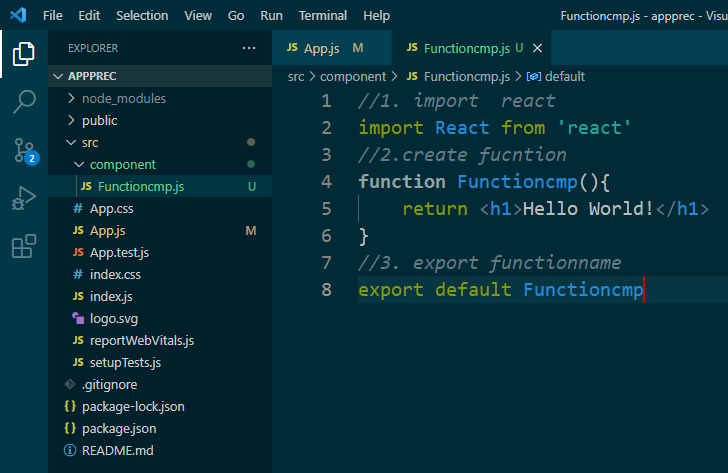 File Edit Selection View Go Run Terminal Help Functioncmp.js - appprec - Visu
EXPLORER ...
APPPREC
node_modules
public
src
component
JS Functioncmp.js U
# App.css
JS App.js M
JS App.test.js
# index.css
JS index.js
logo.svg
JS reportWebVitals.js
JS setupTests.js
.gitignore
{} package-lock.json
{} package.json
README.md
2
JS App.js M JS Functioncmp.js U ×
src > component > JS Functioncmp.js > default
1 //1. import  react
2 import React from 'react'
3 //2.create fucntion
4 function Functioncmp(){
5     return <h1>Hello World!</h1>
6 }
7 //3. export functionname
8 export default Functioncmp